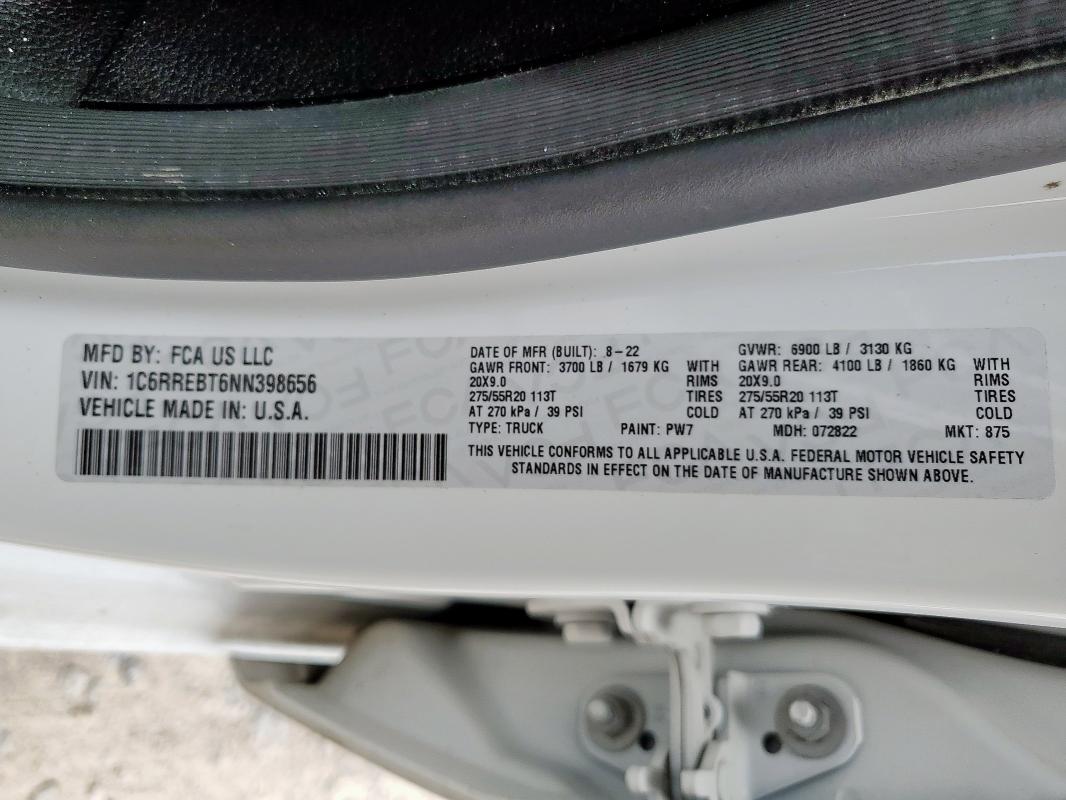 MFD BY: FCA US LLC
VIN: 1C6RREBT6NN398656
VEHICLE MADE IN: U.S.A.
DATE OF MFR (BUILT): 8-22 GVWR: 6900 LB / 3130 KG
GAWR FRONT: 3700 LB / 1679 KG WITH GAWR REAR: 4100 LB / 1860 KG WITH
20X9.0 RIMS 20X9.0 RIMS
275/55R20 113T TIRES 275/55R20 113T TIRES
AT 270 kPa / 39 PSI COLD AT 270 kPa / 39 PSI COLD
TYPE: TRUCK PAINT: PW7 MDH: 072822 MKT: 875
THIS VEHICLE CONFORMS TO ALL APPLICABLE U.S.A. FEDERAL MOTOR VEHICLE SAFETY
STANDARDS IN EFFECT ON THE DATE OF MANUFACTURE SHOWN ABOVE.